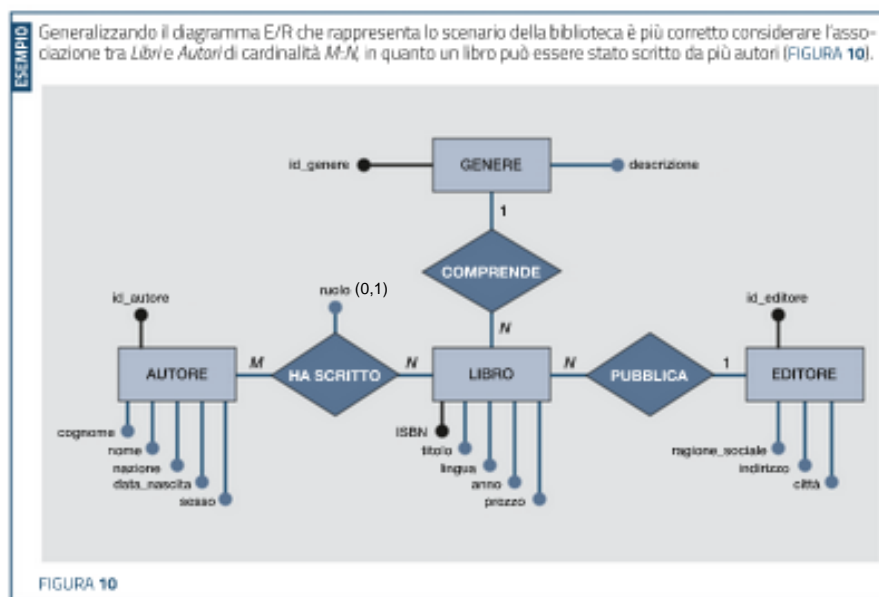 ESEMPIO
Generalizzando il diagramma E/R che rappresenta lo scenario della biblioteca è più corretto considerare l'asso-
ciazione tra Libri e Autori di cardinalità M:N, in quanto un libro può essere stato scritto da più autori (FIGURA 10).
id_genere GENERE descrizione
1
COMPRENDE
id_autore ruolo (0,1) id_editore
N
AUTORE M HA SCRITTO N LIBRO N PUBBLICA 1 EDITORE
cognome ISBN
nome titolo ragione_sociale
nazione lingua indirizzo
data_nascita anno città
sesso prezzo
FIGURA 10